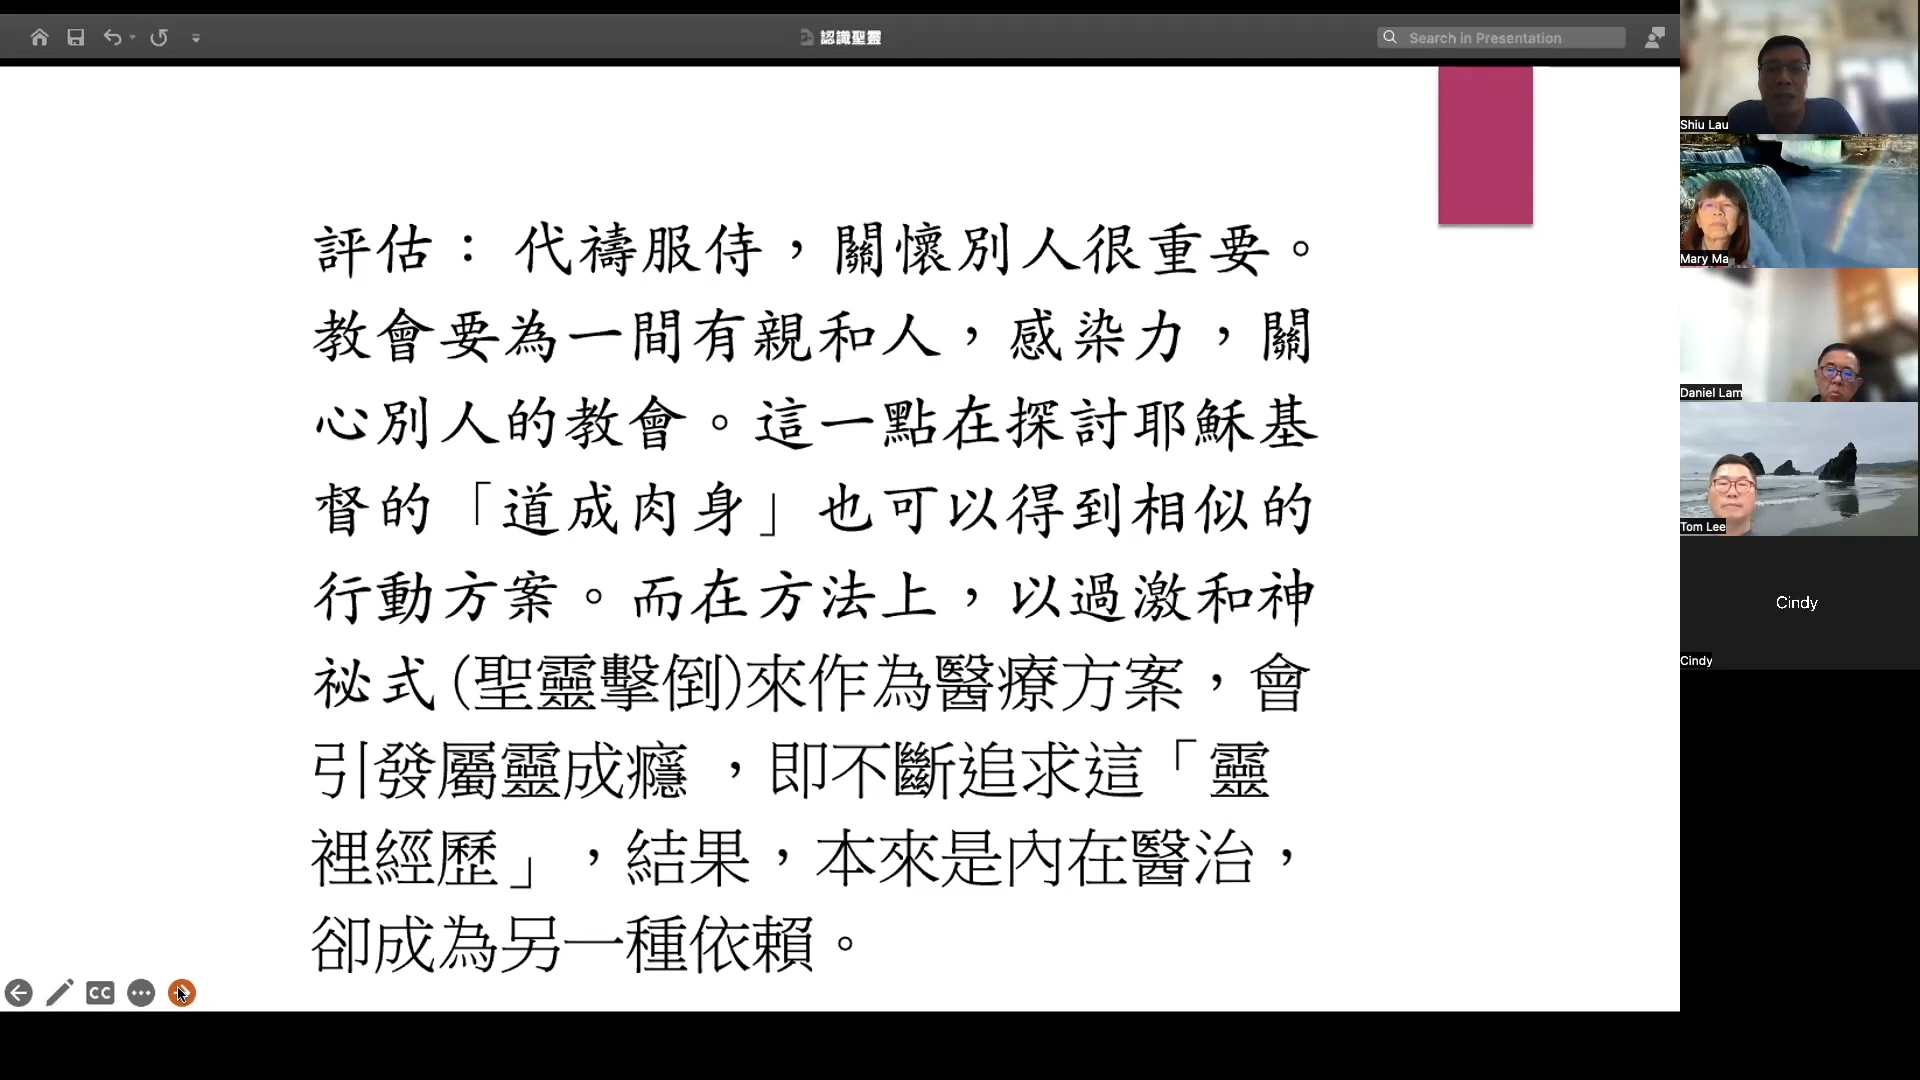 認識聖靈
Search in Presentation
評估： 代禱服侍，關懷別人很重要。
教會要為一間有親和人，感染力，關
心別人的教會。這一點在探討耶穌基
督的「道成肉身」也可以得到相似的
行動方案。而在方法上，以過激和神
祕式(聖靈擊倒)來作為醫療方案，會
引發屬靈成癮 ，即不斷追求這「靈
裡經歷」，結果，本來是內在醫治，
卻成為另一種依賴。
CC
Shiu Lau
Mary Ma
Daniel Lam
Tom Lee
Cindy
Cindy